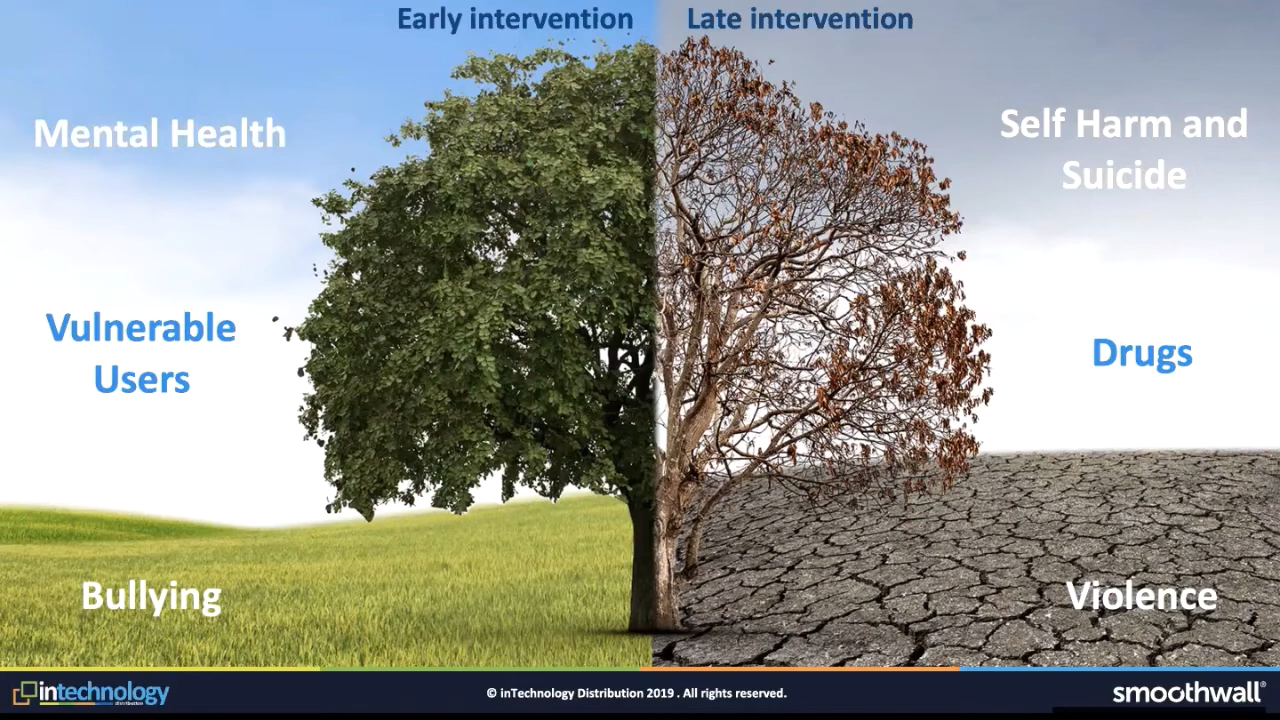 Early intervention
Late intervention
Mental Health
Self Harm and
Suicide
Vulnerable
Users
Drugs
Bullying
Violence
intechnology
distribution
© inTechnology Distribution 2019 . All rights reserved.
smoothwall®